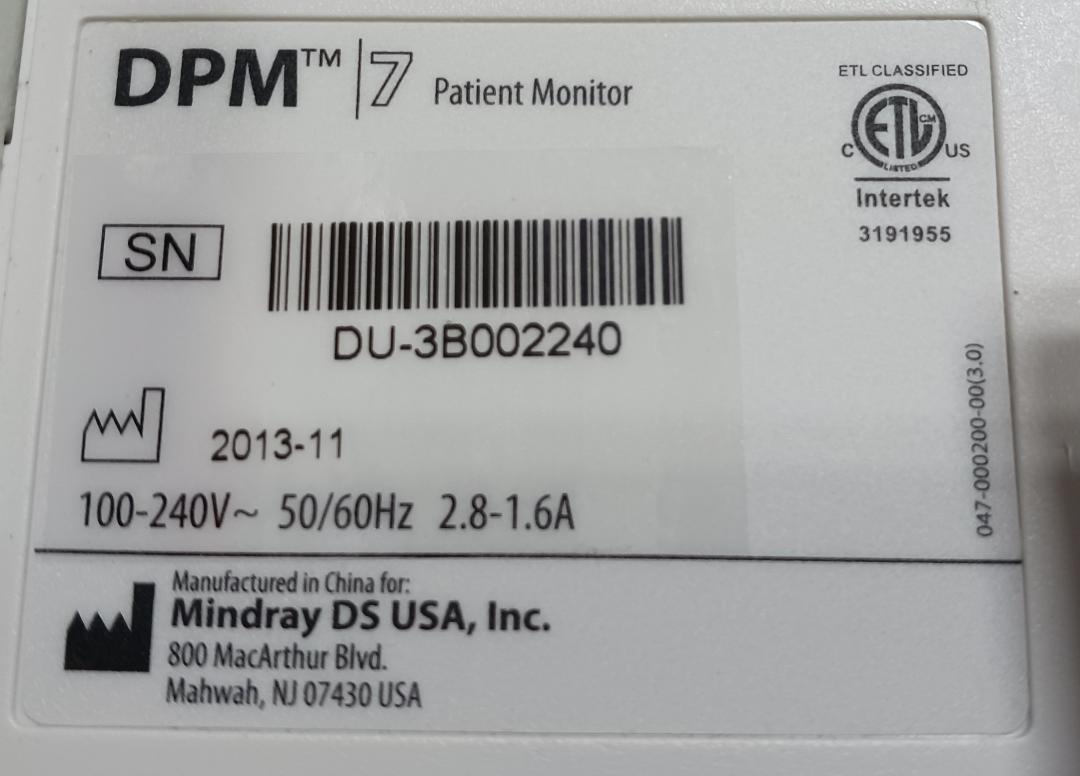 DPM™ 7 Patient Monitor
ETL CLASSIFIED
ETL CM
C US
LISTED
Intertek
3191955
SN
DU-3B002240
2013-11
100-240V~ 50/60Hz 2.8-1.6A
047-000200-00(3.0)
Manufactured in China for:
Mindray DS USA, Inc.
800 MacArthur Blvd.
Mahwah, NJ 07430 USA